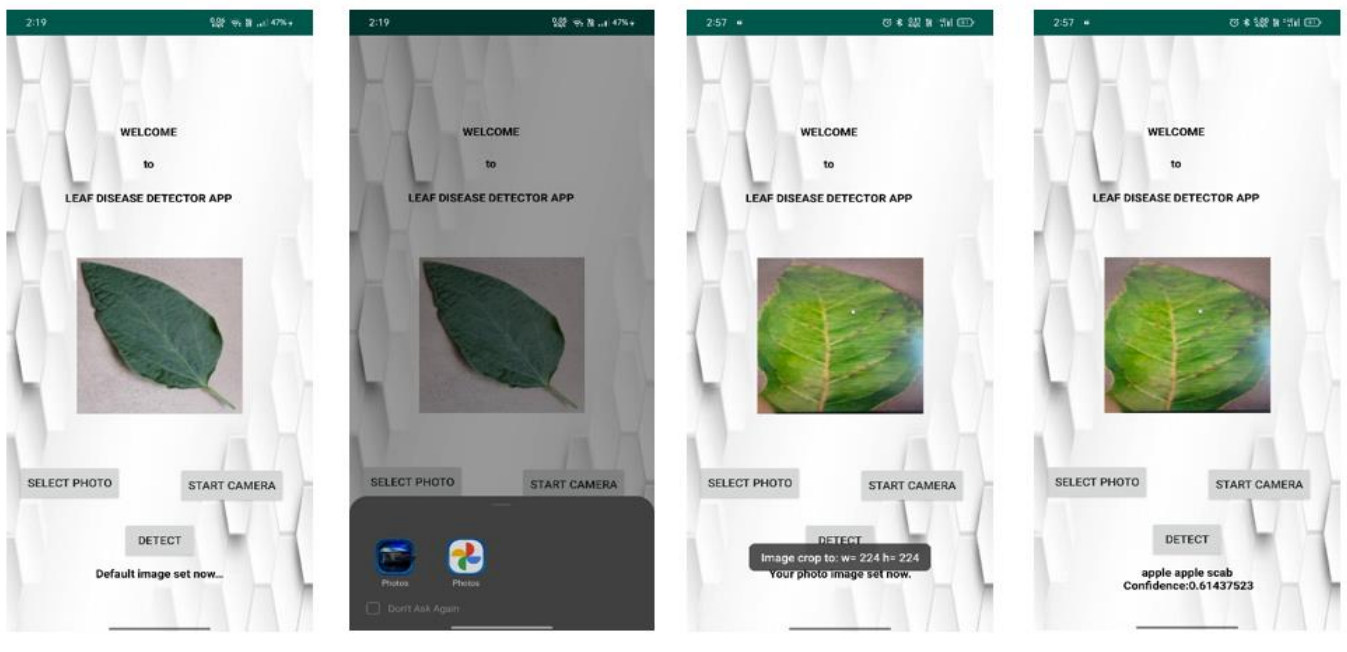 2:19
47%
WELCOME
to
LEAF DISEASE DETECTOR APP
SELECT PHOTO
START CAMERA
DETECT
Default image set now...
2:19
47%
WELCOME
to
LEAF DISEASE DETECTOR APP
SELECT PHOTO
START CAMERA
Photos
Photos
Don't Ask Again
2:57
WELCOME
to
LEAF DISEASE DETECTOR APP
SELECT PHOTO
START CAMERA
DETECT
Image crop to: w= 224 h= 224
Your photo image set now.
2:57
WELCOME
to
LEAF DISEASE DETECTOR APP
SELECT PHOTO
START CAMERA
DETECT
apple apple scab
Confidence:0.61437523